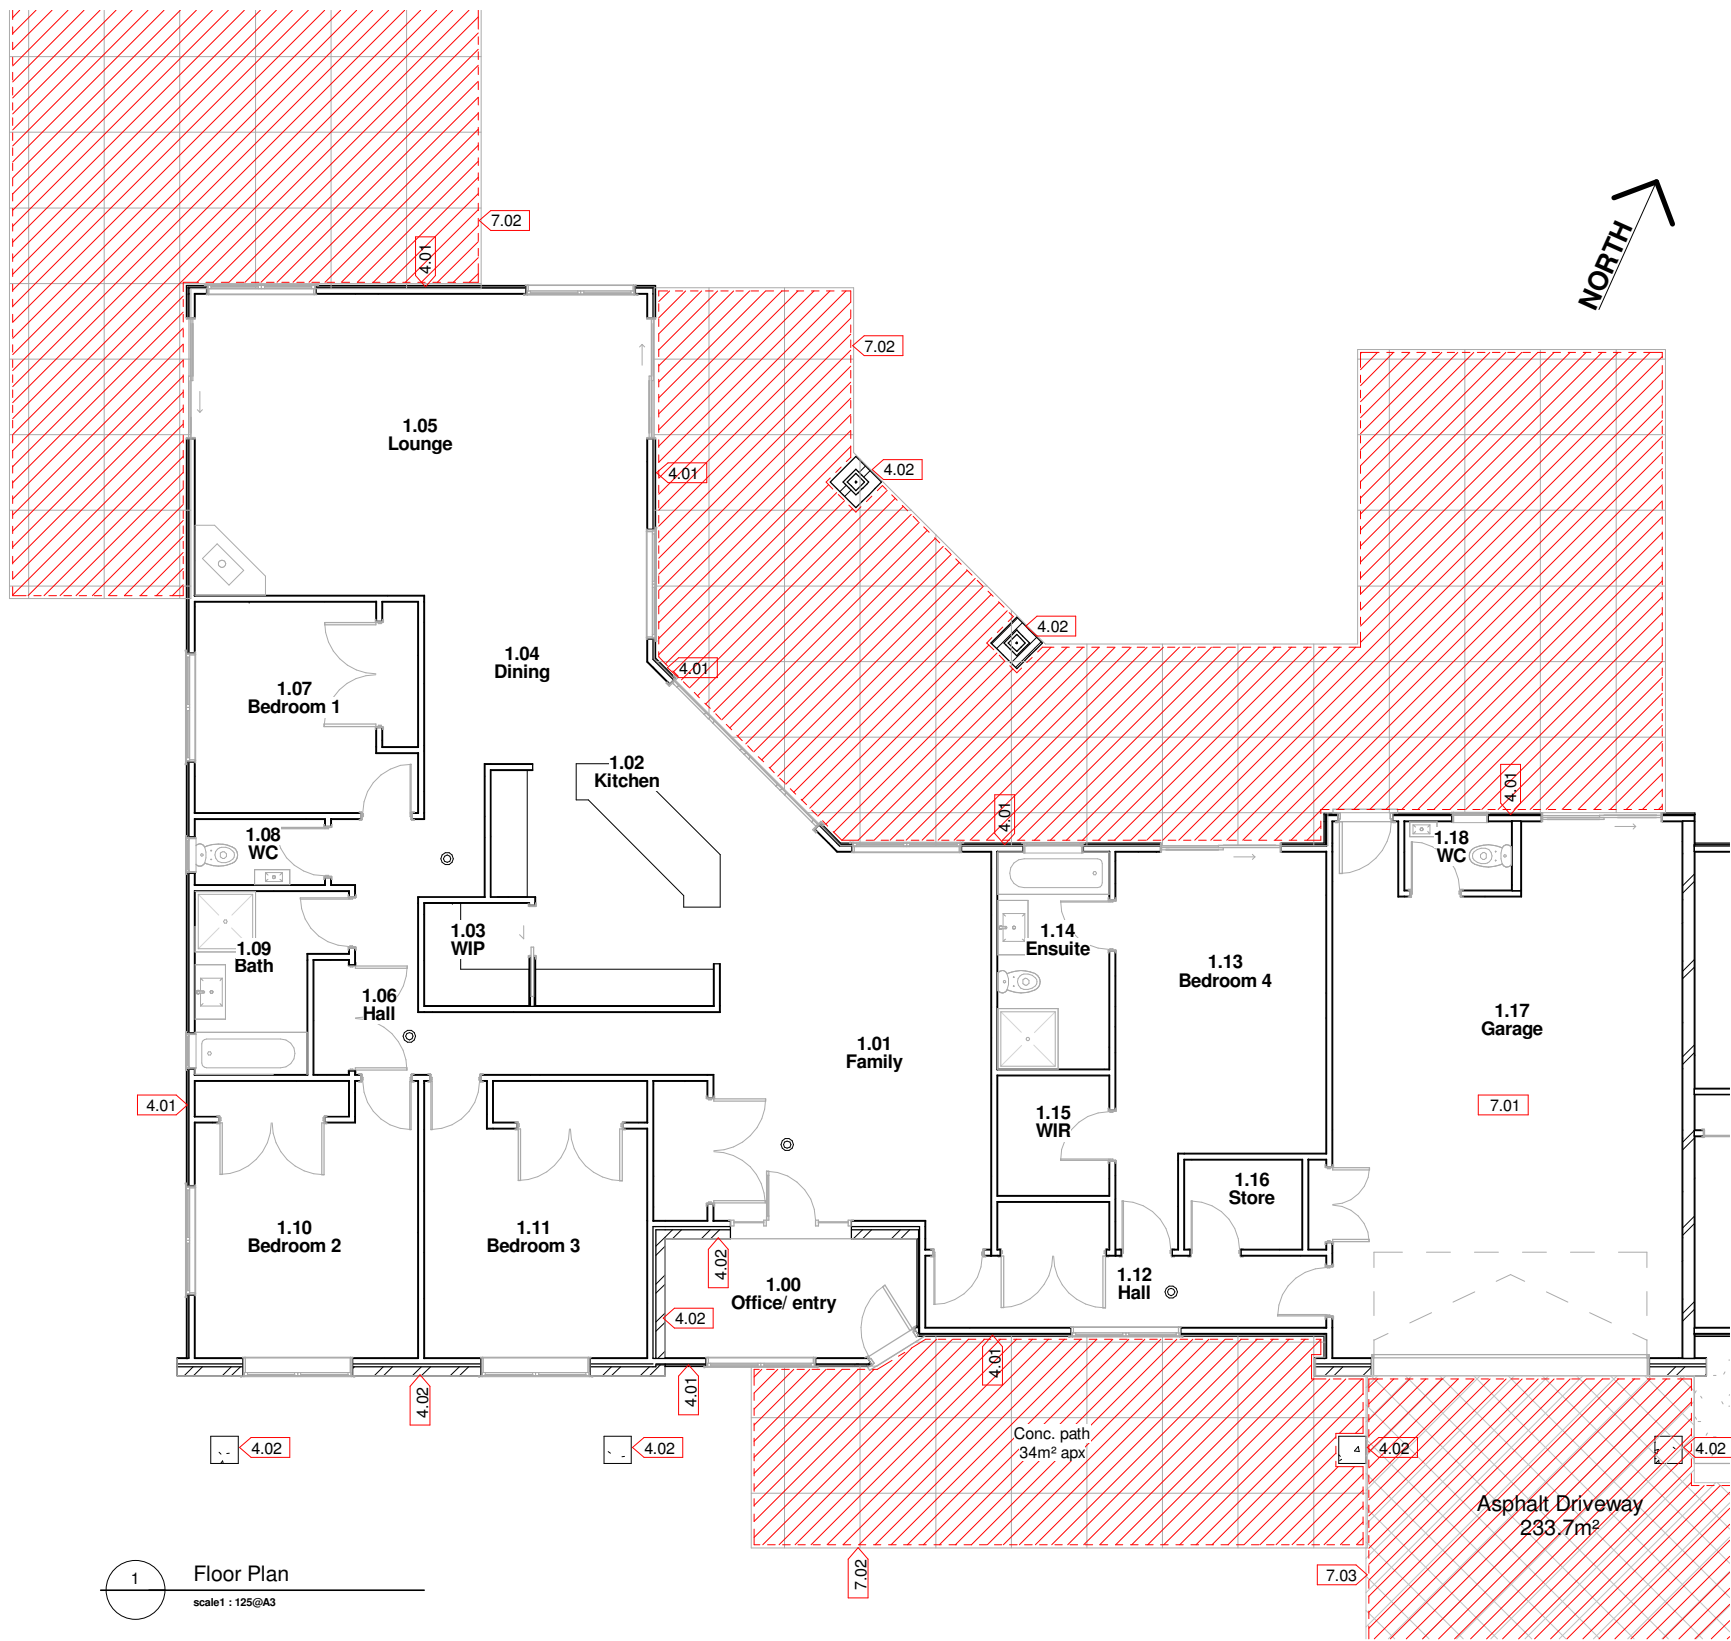 NORTH
7.02
4.01
7.02
1.05
Lounge
4.01
4.02
4.02
1.04
Dining
4.01
1.07
Bedroom 1
1.02
Kitchen
4.01
4.01
1.08
WC
1.18
WC
1.03
WIP
1.14
Ensuite
1.09
Bath
1.13
Bedroom 4
1.06
Hall
1.17
Garage
1.01
Family
4.01
7.01
1.15
WIR
1.16
Store
1.10
Bedroom 2
1.11
Bedroom 3
4.02
1.00
Office/ entry
1.12
Hall
4.02
4.01
4.02
4.01
4.02
4.02
Conc. path
34m² apx
4.02
4.02
Asphalt Driveway
233.7m²
7.02
7.03
1
Floor Plan
scale1 : 125@A3